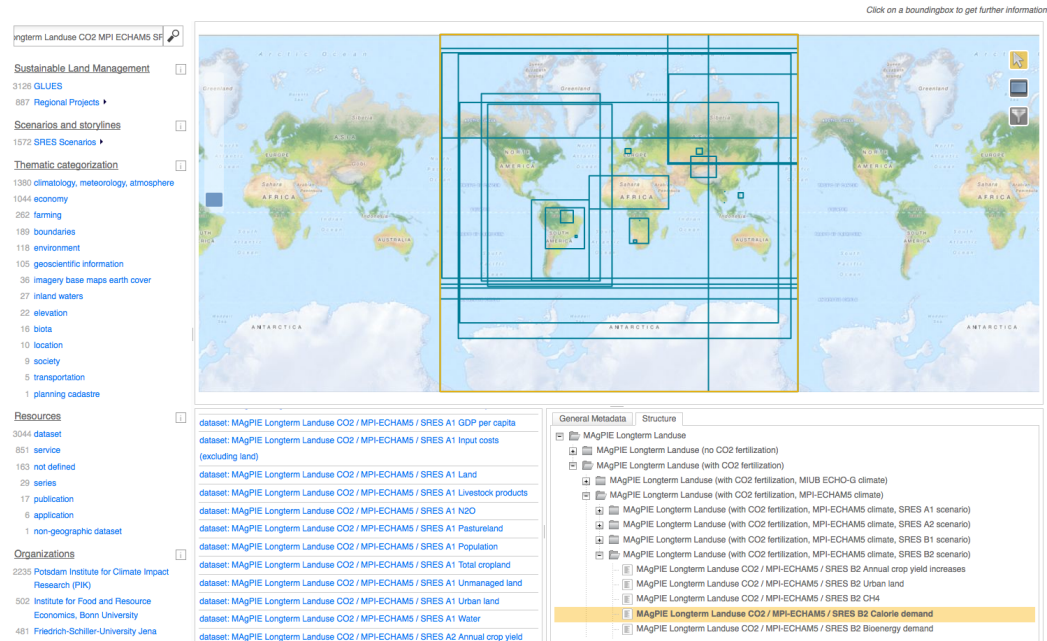 Click on a boundingbox to get further information
ongterm Landuse CO2 MPI ECHAM5 SF
Sustainable Land Management
3126 GLUES
887 Regional Projects
Scenarios and storylines
1572 SRES Scenarios
Thematic categorization
1380 climatology, meteorology, atmosphere
1044 economy
262 farming
189 boundaries
118 environment
105 geoscientific information
36 imagery base maps earth cover
27 inland waters
22 elevation
16 biota
10 location
9 society
5 transportation
1 planning cadastre
Resources
3044 dataset
851 service
163 not defined
29 series
17 publication
6 application
1 non-geographic dataset
Organizations
2235 Potsdam Institute for Climate Impact
Research (PIK)
502 Institute for Food and Resource
Economics, Bonn University
481 Friedrich-Schiller-University Jena
Greenland
Greenland
EUROPE
ASIA
NORTH
AMERICA
EUROPE
Sahara
AFRICA
AUSTRALIA
SOUTH
AMERICA
Sahara
AFRICA
AUSTRALIA
ANTARCTICA
ANTARCTICA
ANTARCTICA
dataset: MAgPIE Longterm Landuse CO2 / MPI-ECHAM5 / SRES A1 GDP per capita
dataset: MAgPIE Longterm Landuse CO2 / MPI-ECHAM5 / SRES A1 Input costs
(excluding land)
dataset: MAgPIE Longterm Landuse CO2 / MPI-ECHAM5 / SRES A1 Land
dataset: MAgPIE Longterm Landuse CO2 / MPI-ECHAM5 / SRES A1 Livestock products
dataset: MAgPIE Longterm Landuse CO2 / MPI-ECHAM5 / SRES A1 N2O
dataset: MAgPIE Longterm Landuse CO2 / MPI-ECHAM5 / SRES A1 Pastureland
dataset: MAgPIE Longterm Landuse CO2 / MPI-ECHAM5 / SRES A1 Population
dataset: MAgPIE Longterm Landuse CO2 / MPI-ECHAM5 / SRES A1 Total cropland
dataset: MAgPIE Longterm Landuse CO2 / MPI-ECHAM5 / SRES A1 Unmanaged land
dataset: MAgPIE Longterm Landuse CO2 / MPI-ECHAM5 / SRES A1 Urban land
dataset: MAgPIE Longterm Landuse CO2 / MPI-ECHAM5 / SRES A1 Water
dataset: MAgPIE Longterm Landuse CO2 / MPI-ECHAM5 / SRES A2 Annual crop yield
General Metadata Structure
MAgPIE Longterm Landuse
MAgPIE Longterm Landuse (no CO2 fertilization)
MAgPIE Longterm Landuse (with CO2 fertilization)
MAgPIE Longterm Landuse (with CO2 fertilization, MIUB ECHO-G climate)
MAgPIE Longterm Landuse (with CO2 fertilization, MPI-ECHAM5 climate)
MAgPIE Longterm Landuse (with CO2 fertilization, MPI-ECHAM5 climate, SRES A1 scenario)
MAgPIE Longterm Landuse (with CO2 fertilization, MPI-ECHAM5 climate, SRES A2 scenario)
MAgPIE Longterm Landuse (with CO2 fertilization, MPI-ECHAM5 climate, SRES B1 scenario)
MAgPIE Longterm Landuse (with CO2 fertilization, MPI-ECHAM5 climate, SRES B2 scenario)
MAgPIE Longterm Landuse CO2 / MPI-ECHAM5 / SRES B2 Annual crop yield increases
MAgPIE Longterm Landuse CO2 / MPI-ECHAM5 / SRES B2 Urban land
MAgPIE Longterm Landuse CO2 / MPI-ECHAM5 / SRES B2 CH4
MAgPIE Longterm Landuse CO2 / MPI-ECHAM5 / SRES B2 Calorie demand
MAgPIE Longterm Landuse CO2 / MPI-ECHAM5 / SRES B2 Bioenergy demand